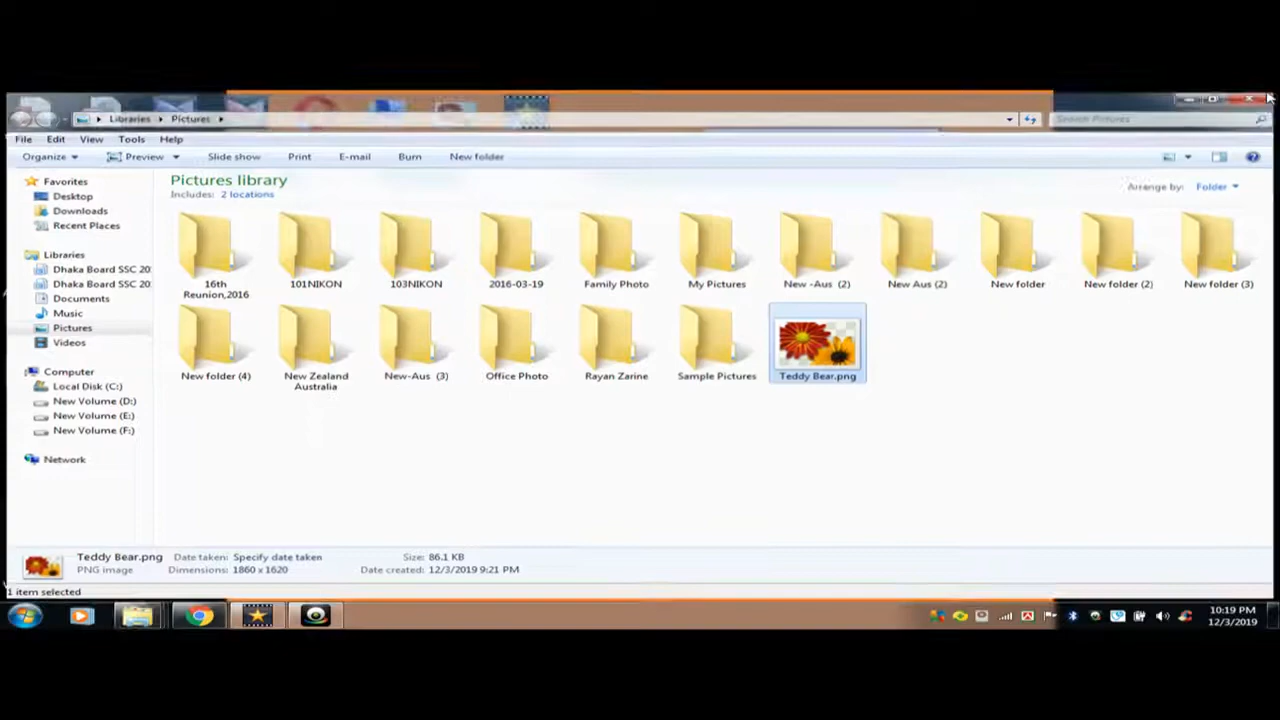 Libraries Pictures
Search Pictures
File Edit View Tools Help
Organize Preview Slide show Print E-mail Burn New folder
Pictures library
Includes: 2 locations
Arrange by: Folder
Favorites
Desktop
Downloads
Recent Places
Libraries
Dhaka Board SSC 20
Dhaka Board SSC 20
Documents
Music
Pictures
Videos
Computer
Local Disk (C:)
New Volume (D:)
New Volume (E:)
New Volume (F:)
Network
16th
Reunion,2016
101NIKON
103NIKON
2016-03-19
Family Photo
My Pictures
New -Aus (2)
New Aus (2)
New folder
New folder (2)
New folder (3)
New folder (4)
New Zealand
Australia
New-Aus (3)
Office Photo
Rayan Zarine
Sample Pictures
Teddy Bear.png
Teddy Bear.png Date taken: Specify date taken Size: 86.1 KB
PNG image Dimensions: 1860 x 1620 Date created: 12/3/2019 9:21 PM
1 item selected
10:19 PM
12/3/2019